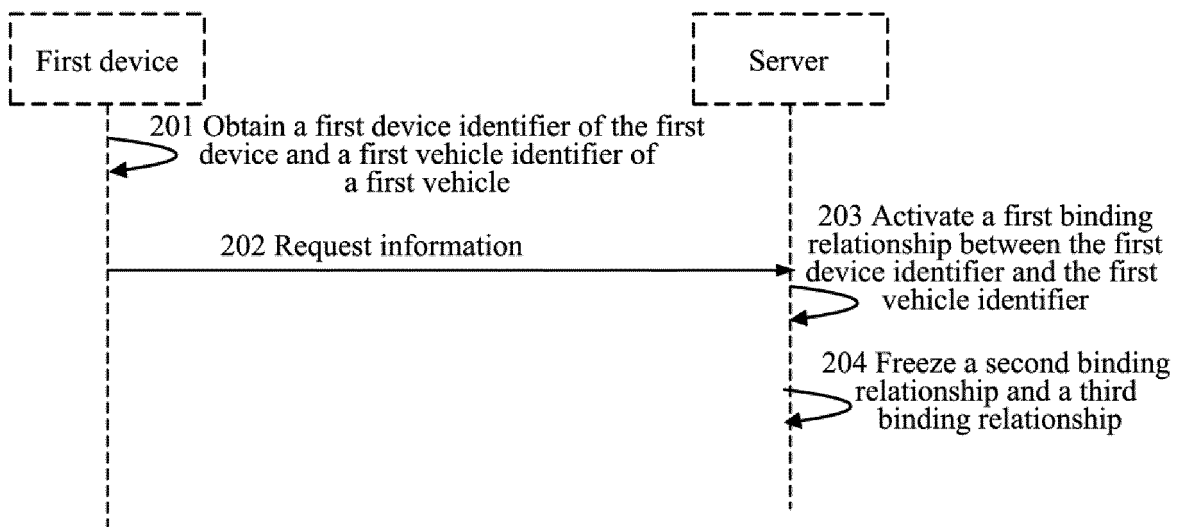 First device
Server
201 Obtain a first device identifier of the first
device and a first vehicle identifier of
a first vehicle
202 Request information
203 Activate a first binding
relationship between the first
device identifier and the first
vehicle identifier
204 Freeze a second binding
relationship and a third
binding relationship